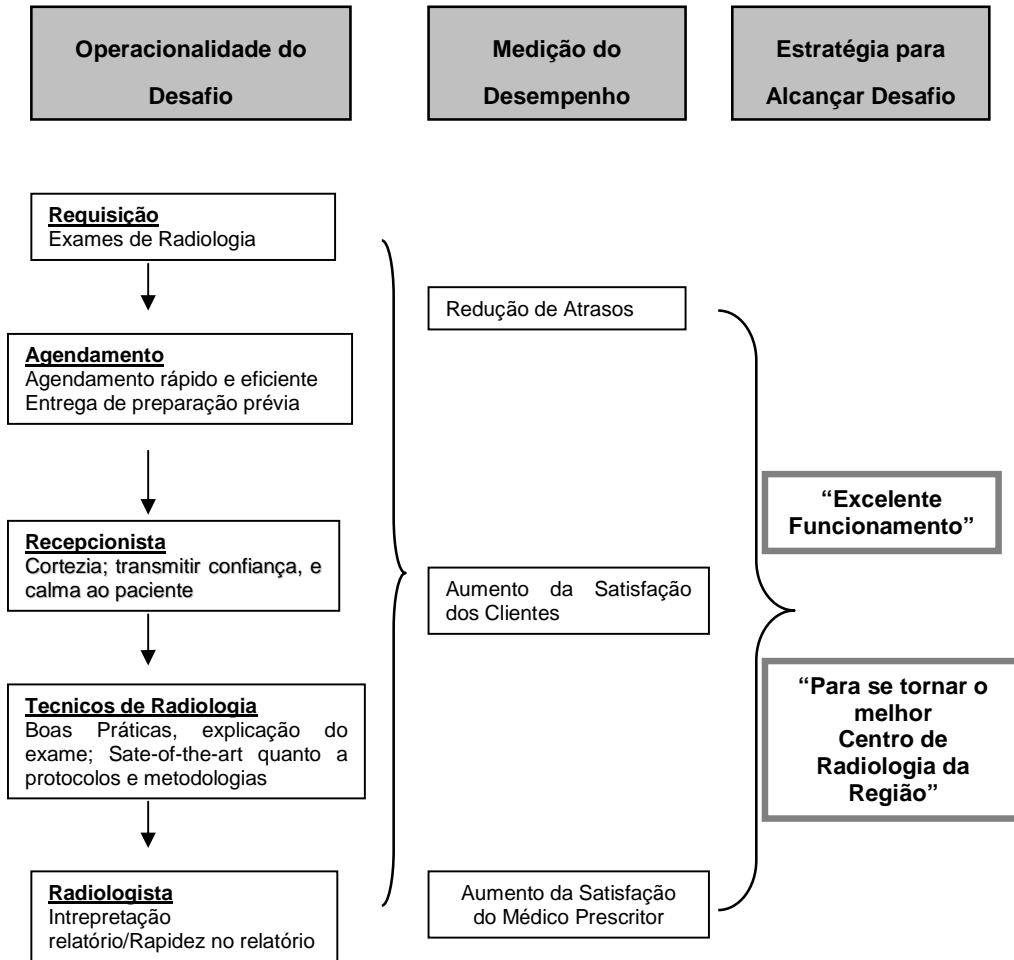 Operacionalidade do
Desafio
Medição do
Desempenho
Estratégia para
Alcançar Desafio
Requisição
Exames de Radiologia
Agendamento
Agendamento rápido e eficiente
Entrega de preparação prévia
Recepcionista
Cortezia; transmitir confiança, e
calma ao paciente
Tecnicos de Radiologia
Boas Práticas, explicação do
exame; Sate-of-the-art quanto a
protocolos e metodologias
Radiologista
Intrepretação
relatório/Rapidez no relatório
Redução de Atrasos
Aumento da Satisfação
dos Clientes
Aumento da Satisfação
do Médico Prescritor
“Excelente
Funcionamento”
“Para se tornar o
melhor
Centro de
Radiologia da
Região”